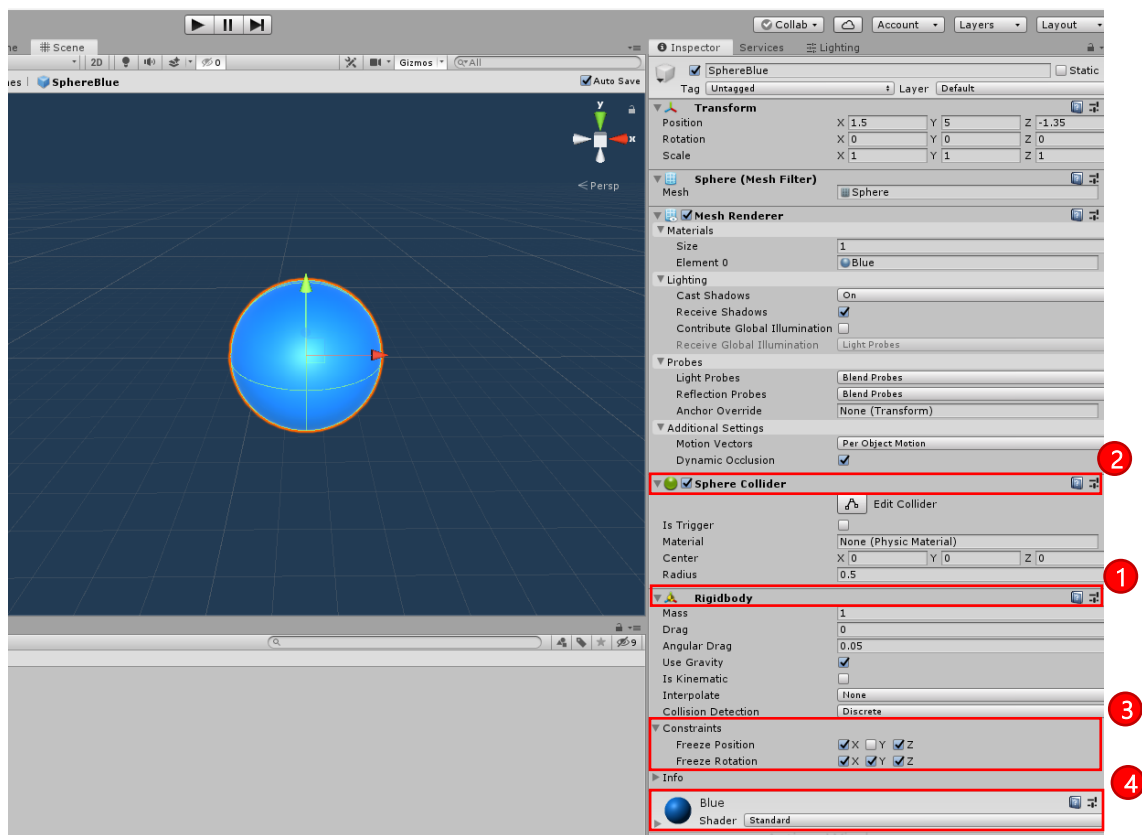 Collab
Account
Layers
Layout
ne
Scene
2D
0
Gizmos
All
nes
SphereBlue
Auto Save
y
x
Persp
9
Inspector
Services
Lighting
SphereBlue
Static
Tag Untagged
Layer Default
Transform
Position X 1.5 Y 5 Z -1.35
Rotation X 0 Y 0 Z 0
Scale X 1 Y 1 Z 1
Sphere (Mesh Filter)
Mesh Sphere
Mesh Renderer
Materials
Size 1
Element 0 Blue
Lighting
Cast Shadows On
Receive Shadows
Contribute Global Illumination
Receive Global Illumination Light Probes
Probes
Light Probes Blend Probes
Reflection Probes Blend Probes
Anchor Override None (Transform)
Additional Settings
Motion Vectors Per Object Motion
Dynamic Occlusion
2
Sphere Collider
Edit Collider
Is Trigger
Material None (Physic Material)
Center X 0 Y 0 Z 0
Radius 0.5
1
Rigidbody
Mass 1
Drag 0
Angular Drag 0.05
Use Gravity
Is Kinematic
Interpolate None
Collision Detection Discrete
3
Constraints
Freeze Position X Y Z
Freeze Rotation X Y Z
Info
4
Blue
Shader Standard